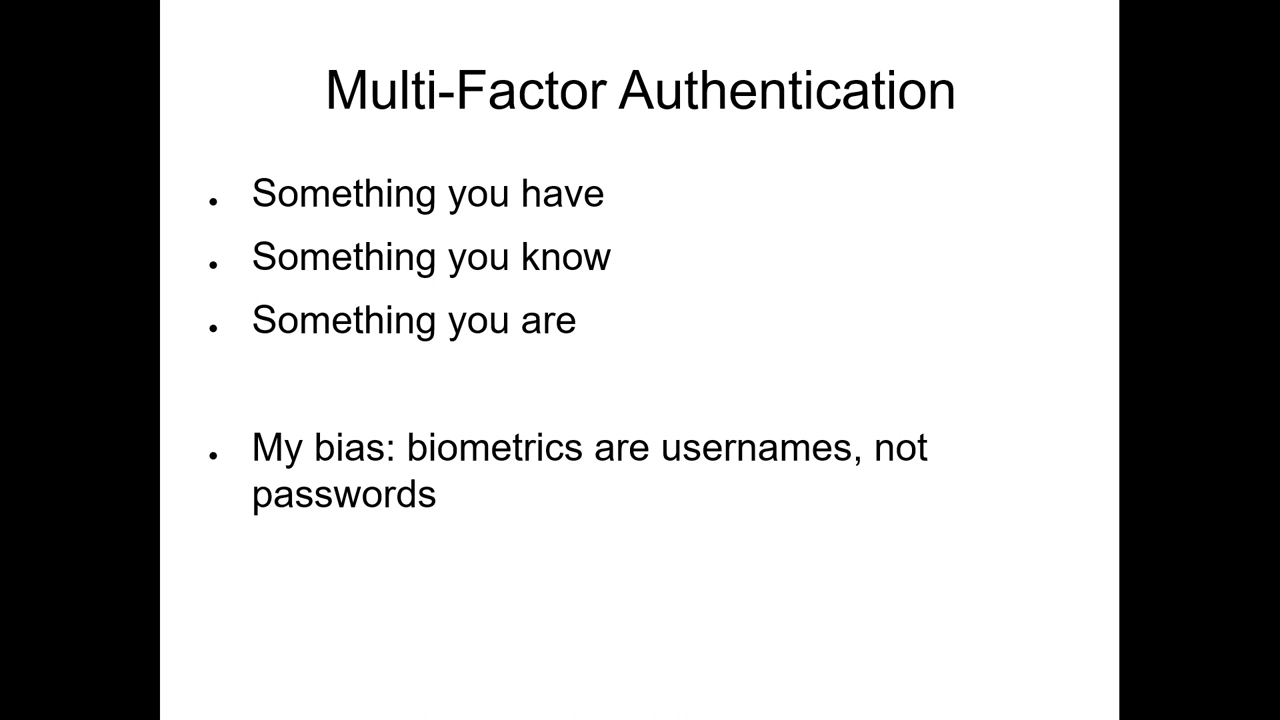 Multi-Factor Authentication
• Something you have
• Something you know
• Something you are
• My bias: biometrics are usernames, not
passwords